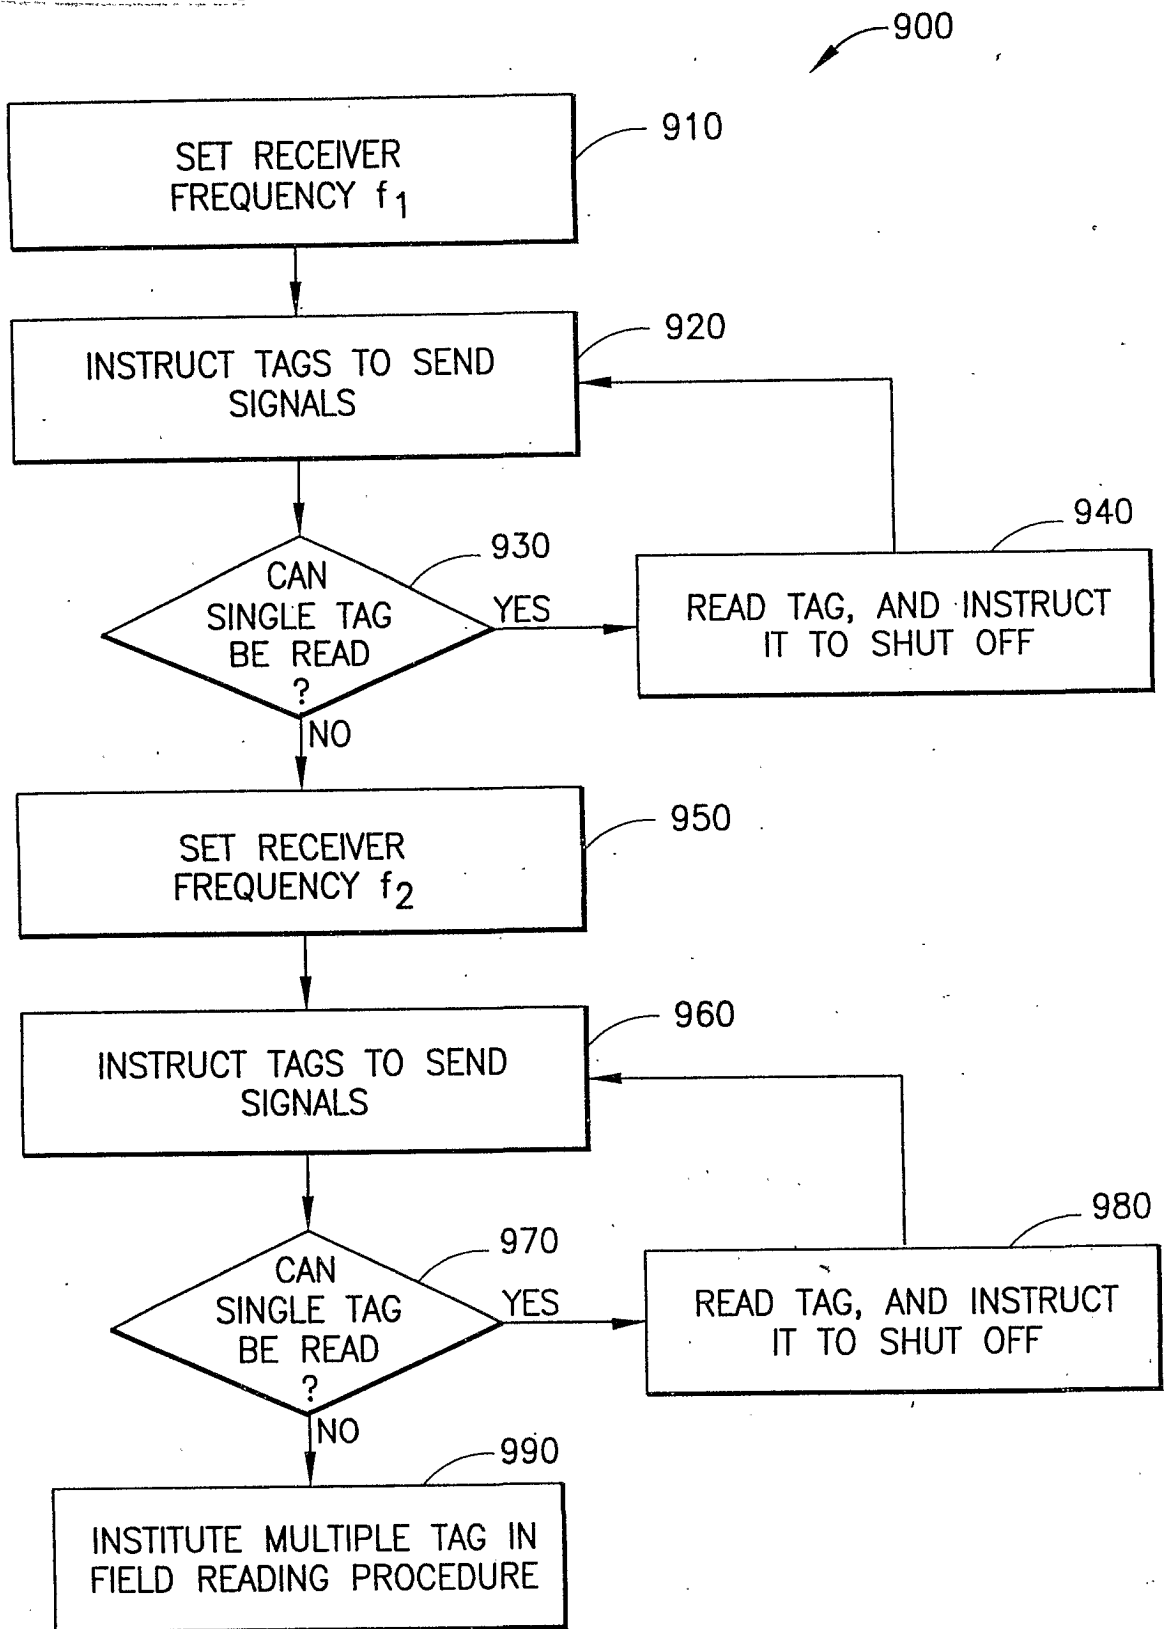 900
910
SET RECEIVER
FREQUENCY f1
920
INSTRUCT TAGS TO SEND
SIGNALS
930
CAN
SINGLE TAG
BE READ
?
YES
NO
940
READ TAG, AND INSTRUCT
IT TO SHUT OFF
950
SET RECEIVER
FREQUENCY f2
960
INSTRUCT TAGS TO SEND
SIGNALS
970
CAN
SINGLE TAG
BE READ
?
YES
NO
980
READ TAG, AND INSTRUCT
IT TO SHUT OFF
990
INSTITUTE MULTIPLE TAG IN
FIELD READING PROCEDURE